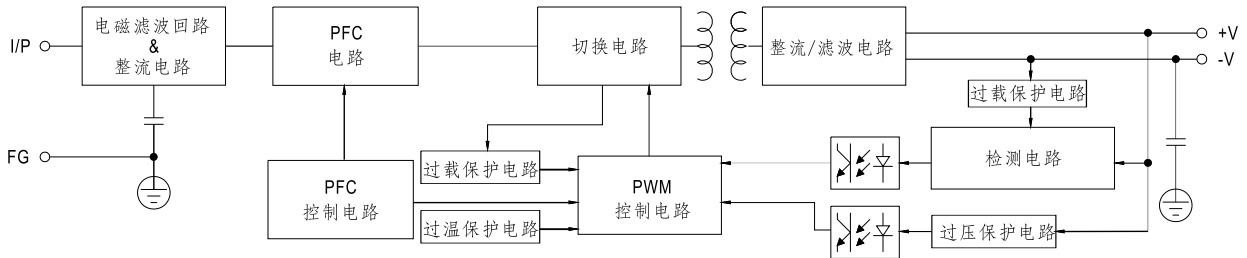 I/P
电磁滤波回路
&
整流电路
PFC
电路
切换电路
整流/滤波电路
+V
-V
过载保护电路
FG
过载保护电路
检测电路
PFC
控制电路
PWM
控制电路
过温保护电路
过压保护电路